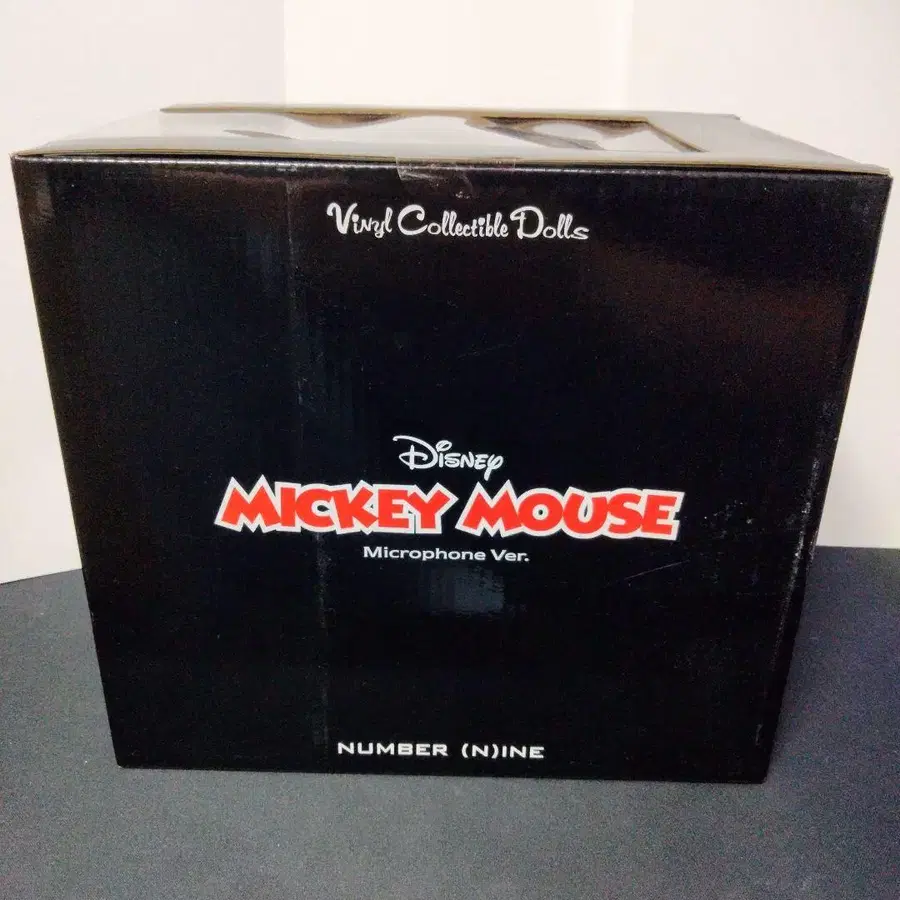 Vinyl Collectible Dolls
Disney
MICKEY MOUSE
Microphone Ver.
NUMBER (N)INE